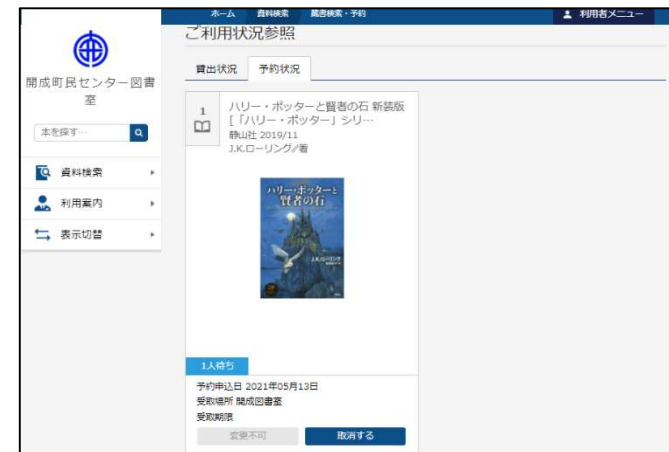 ホーム 資料検索 蔵書検索・予約 利用者メニュー
開成町民センター図書
室
本を探す…
資料検索
利用案内
表示切替
ご利用状況参照
貸出状況 予約状況
1
ハリー・ポッターと賢者の石 新装版
[「ハリー・ポッター」シリ…
静山社 2019/11
J.K.ローリング/著
ハリー・ポッターと
賢者の石
J.K.ローリング
1人待ち
予約申込日 2021年05月13日
受取場所 開成図書室
受取期限
変更不可 取消する